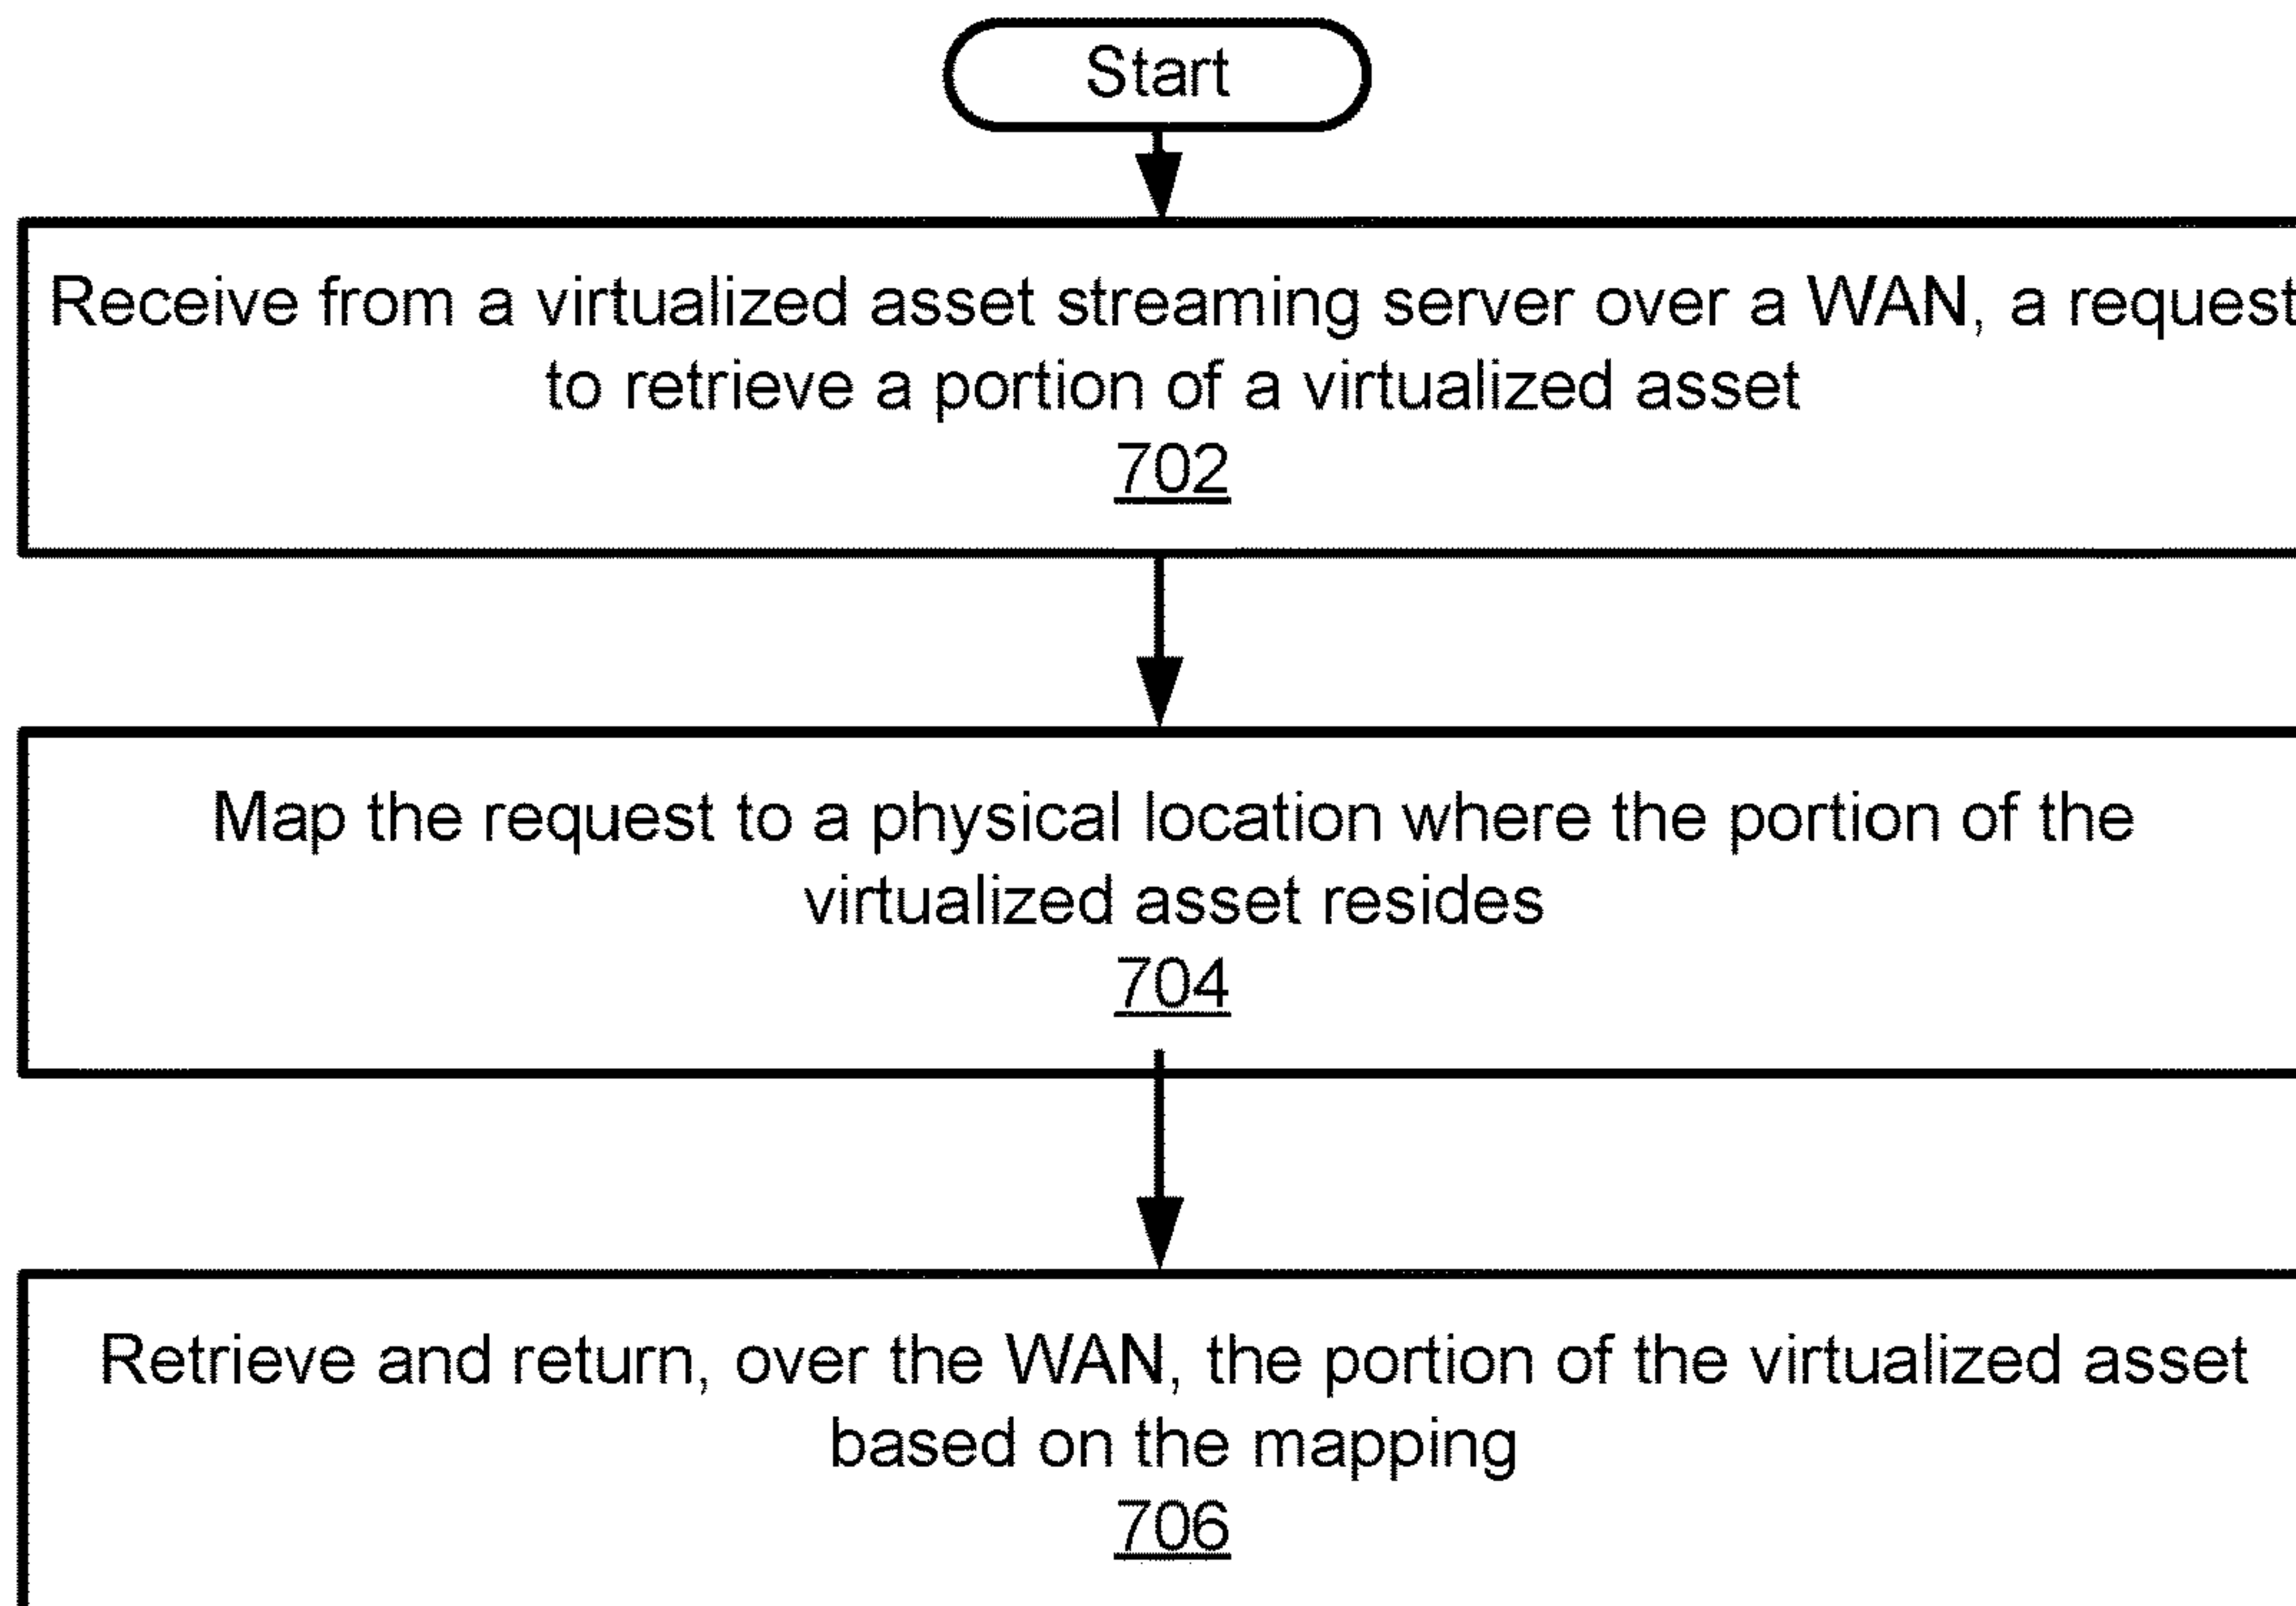 Start
Receive from a virtualized asset streaming server over a WAN, a request
to retrieve a portion of a virtualized asset
702
Map the request to a physical location where the portion of the
virtualized asset resides
704
Retrieve and return, over the WAN, the portion of the virtualized asset
based on the mapping
706